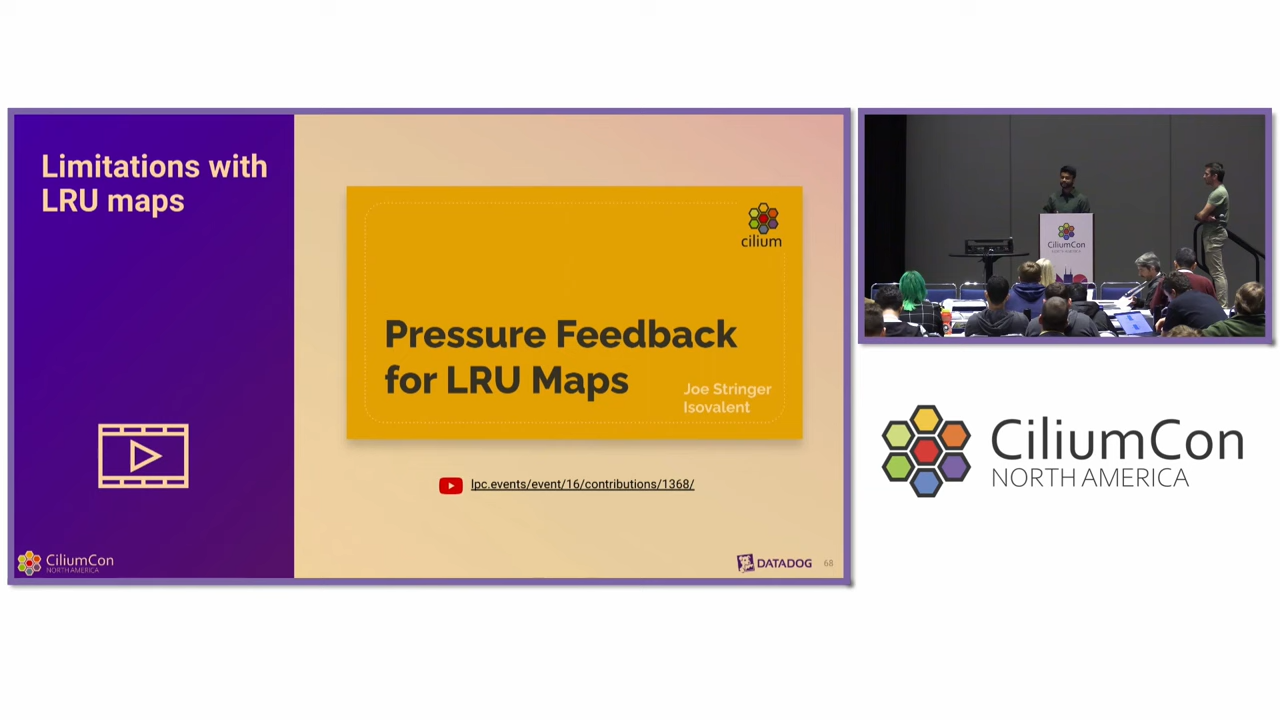 Limitations with
LRU maps
cilium
Pressure Feedback
for LRU Maps
Joe Stringer
Isovalent
lpc.events/event/16/contributions/1368/
CiliumCon
NORTH AMERICA
DATADOG
68
CiliumCon
CiliumCon
NORTH AMERICA